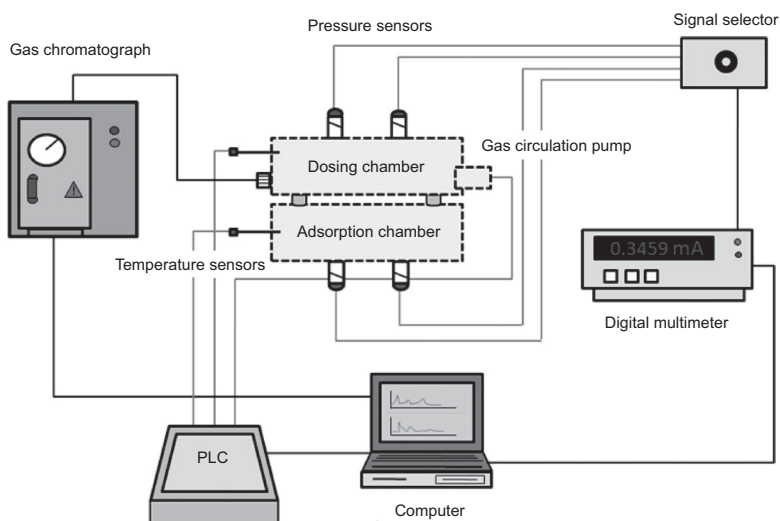 Signal selector
Pressure sensors
Gas chromatograph
Gas circulation pump
Dosing chamber
Adsorption chamber
0.3459 mA
Temperature sensors
Digital multimeter
PLC
Computer